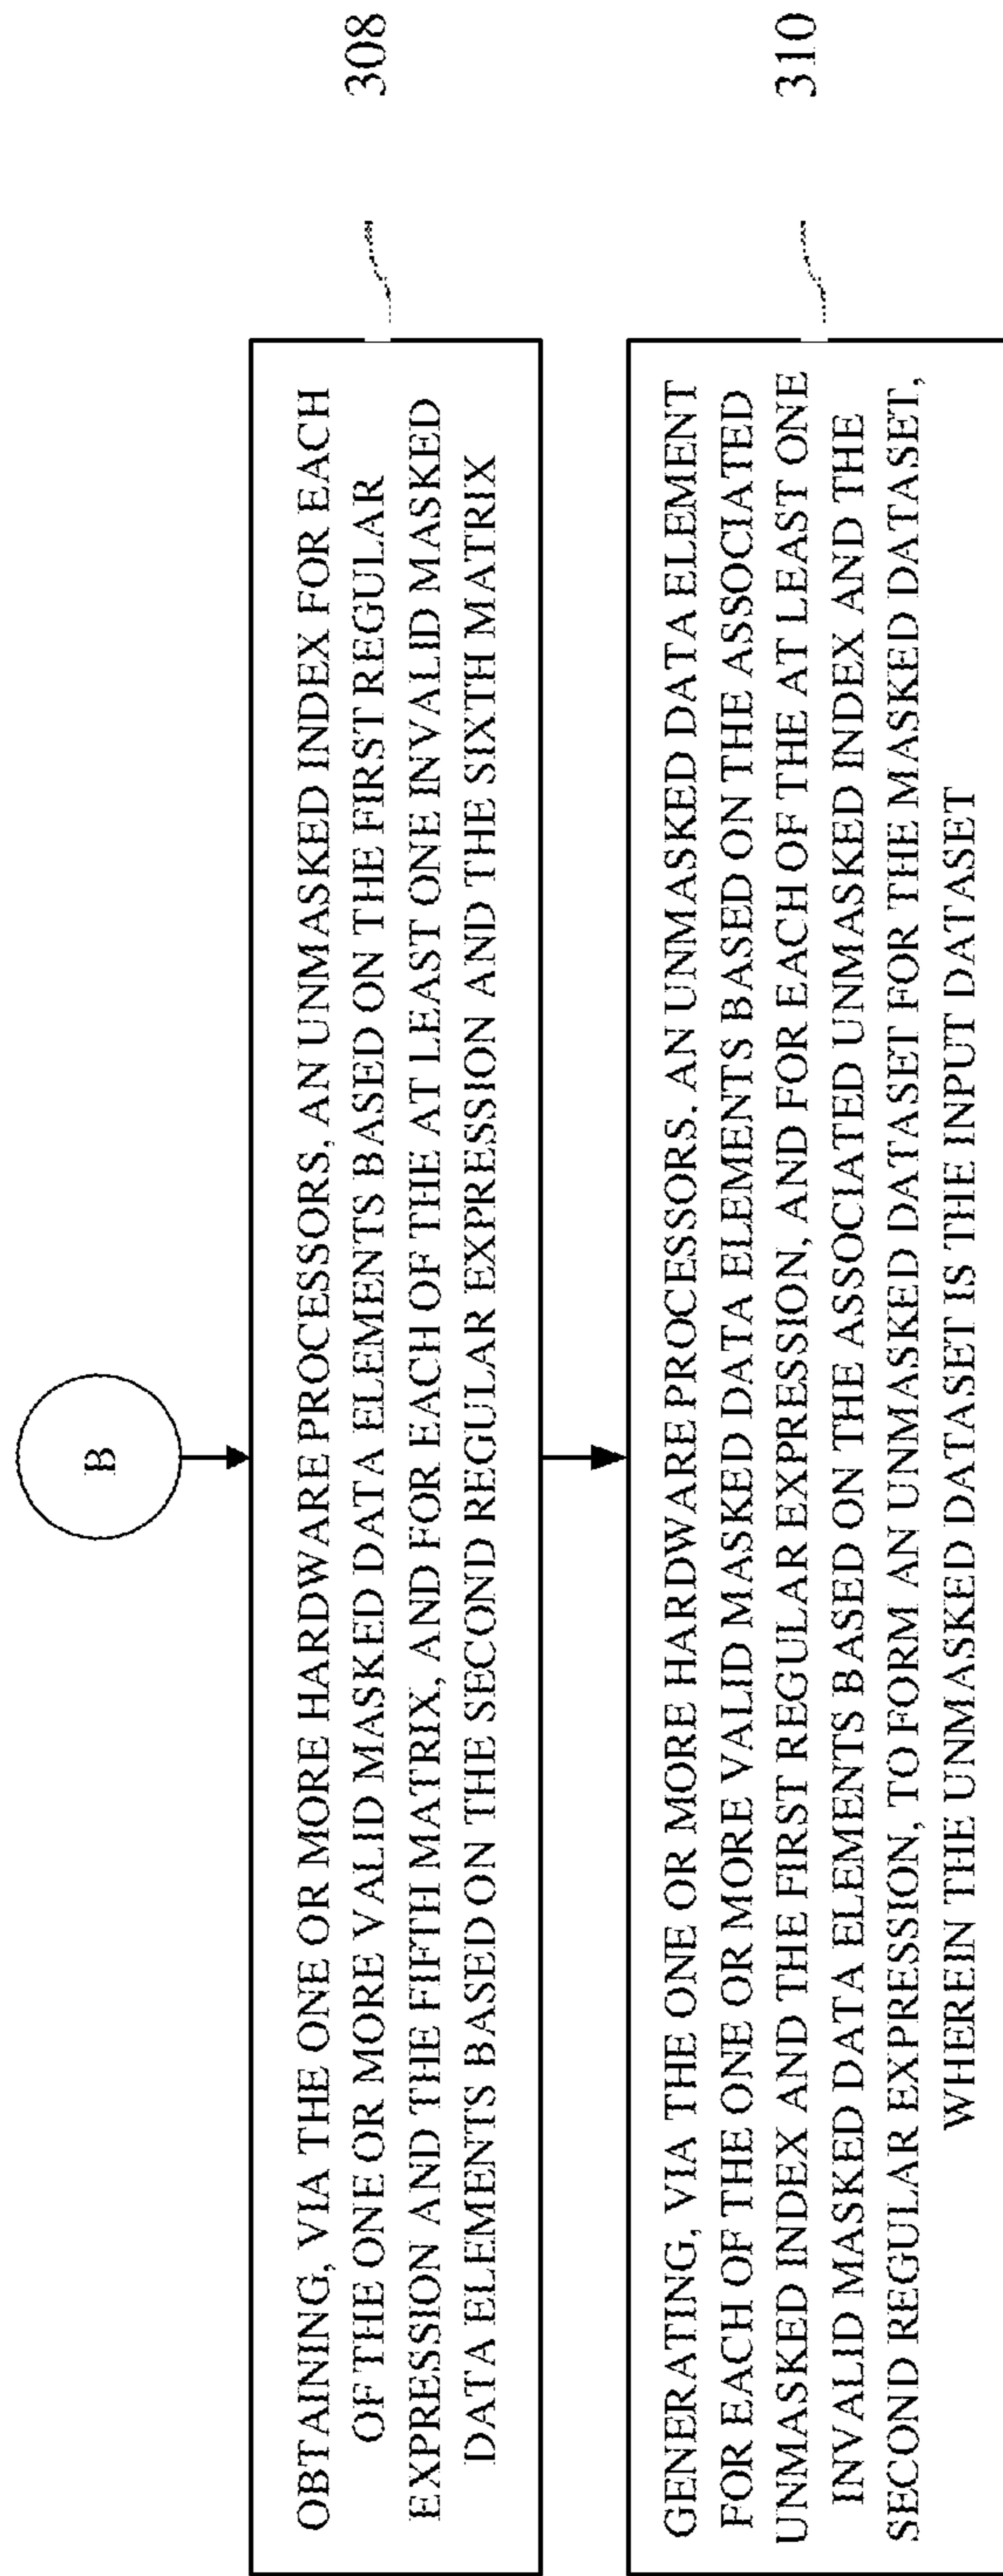 B
OBTAINING, VIA THE ONE OR MORE HARDWARE PROCESSORS, AN UNMASKED INDEX FOR EACH
OF THE ONE OR MORE VALID MASKED DATA ELEMENTS BASED ON THE FIRST REGULAR
EXPRESSION AND THE FIFTH MATRIX, AND FOR EACH OF THE AT LEAST ONE INVALID MASKED
DATA ELEMENTS BASED ON THE SECOND REGULAR EXPRESSION AND THE SIXTH MATRIX
308
GENERATING, VIA THE ONE OR MORE HARDWARE PROCESSORS. AN UNMASKED DATA ELEMENT
FOR EACH OF THE ONE OR MORE VALID MASKED DATA ELEMENTS BASED ON THE ASSOCIATED
UNMASKED INDEX AND THE FIRST REGULAR EXPRESSION, AND FOR EACH OF THE AT LEAST ONE
INVALID MASKED DATA ELEMENTS BASED ON THE ASSOCIATED UNMASKED INDEX AND THE
SECOND REGULAR EXPRESSION, TO FORM AN UNMASKED DATASET FOR THE MASKED DATASET,
WHEREIN THE UNMASKED DATASET IS THE INPUT DATASET
310